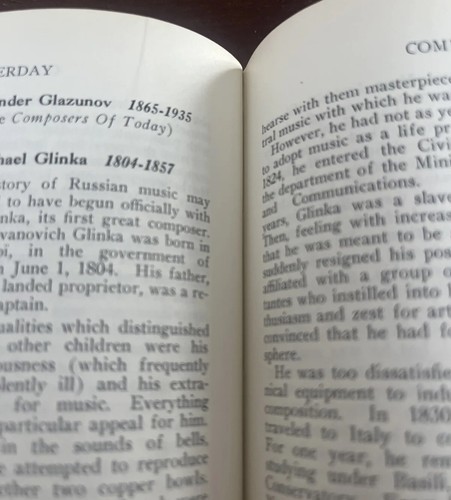 ERDAY
nder Glazunov 1865-1935
e Composers Of Today)
hael Glinka 1804-1857
story of Russian music may
to have begun officially with
nka, its first great composer.
vanovich Glinka was born in
oi, in the government of
n June 1, 1804. His father,
landed proprietor, was a re-
aptain.
ualities which distinguished
other children were his
ousness (which frequently
lently ill) and his extra-
for music. Everything
particular appeal for him.
in the sounds of bells.
e attempted to reproduce
ther two copper bowls.
COM
hearse with them masterpiece
tral music with which he wa
However, he had not as ye
to adopt music as a life pr
1824, he entered the Civi
the department of the Mini
and Communications.
years, Glinka was a slave
Then, feeling with increas
that he was meant to be
suddenly resigned his pos
affiliated with a group o
tantes who instilled into h
thusiasm and zest for art
convinced that he had fo
sphere.
He was too dissatisfie
nical equipment to indu
composition. In 1830
traveled to Italy to co
For one year, he rem
studying under Basili,
Conservator